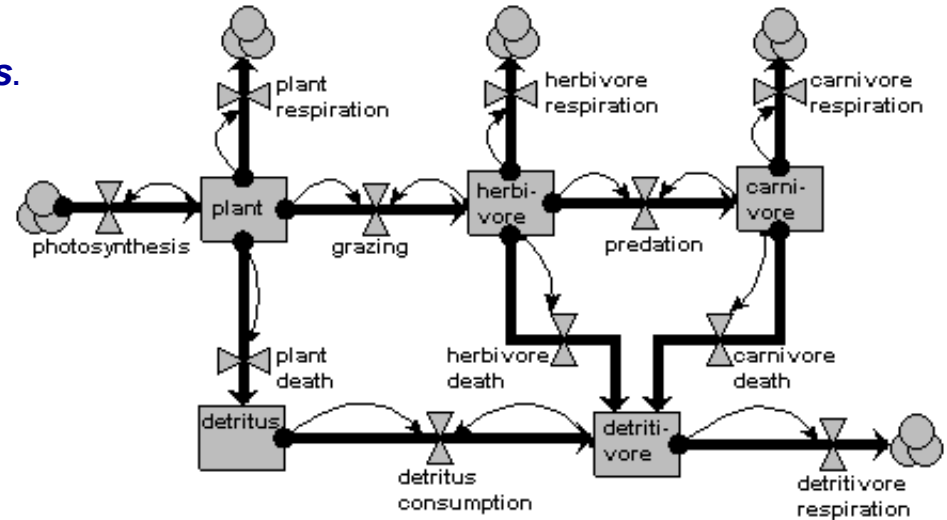 s.
plant
respiration
herbivore
respiration
carnivore
respiration
photosynthesis
plant
grazing
herbi-
vore
predation
carni-
vore
plant
death
herbivore
death
carnivore
death
detritus
detritus
consumption
detriti-
vore
detritivore
respiration